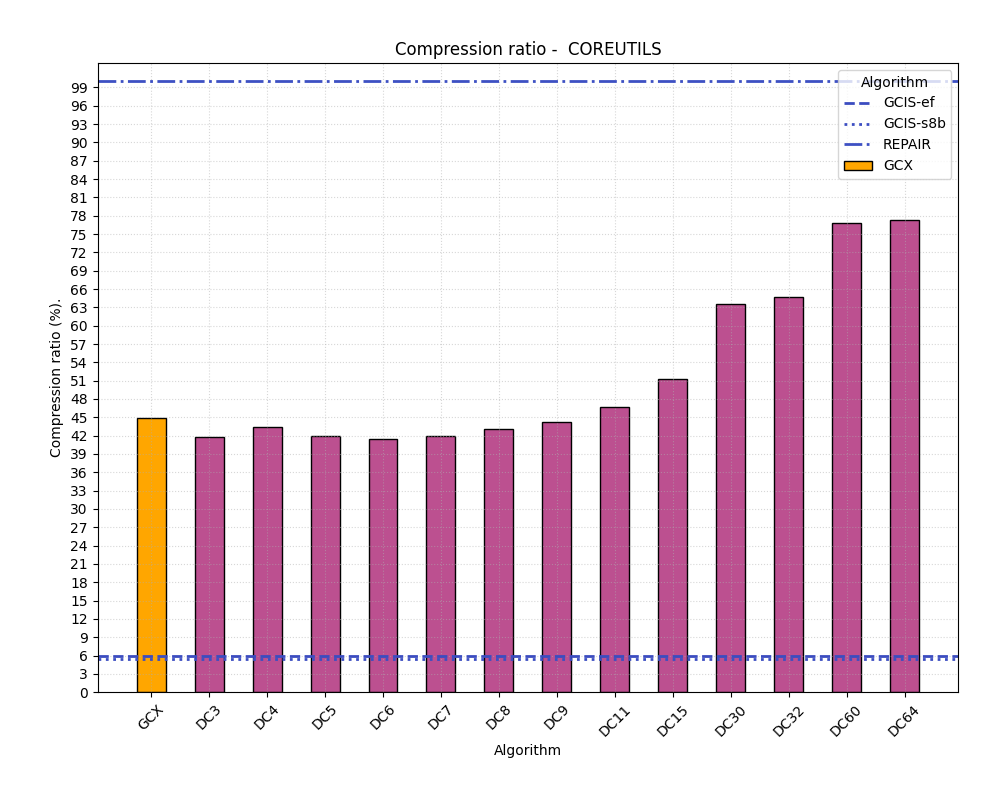 Compression ratio -  COREUTILS
Compression ratio (%).
99
96
93
90
87
84
81
78
75
72
69
66
63
60
57
54
51
48
45
42
39
36
33
30
27
24
21
18
15
12
9
6
3
0
Algorithm
GCIS-ef
GCIS-s8b
REPAIR
GCX
GCX
DC3
DC4
DC5
DC6
DC7
DC8
DC9
DC11
DC15
DC30
DC32
DC60
DC64
Algorithm